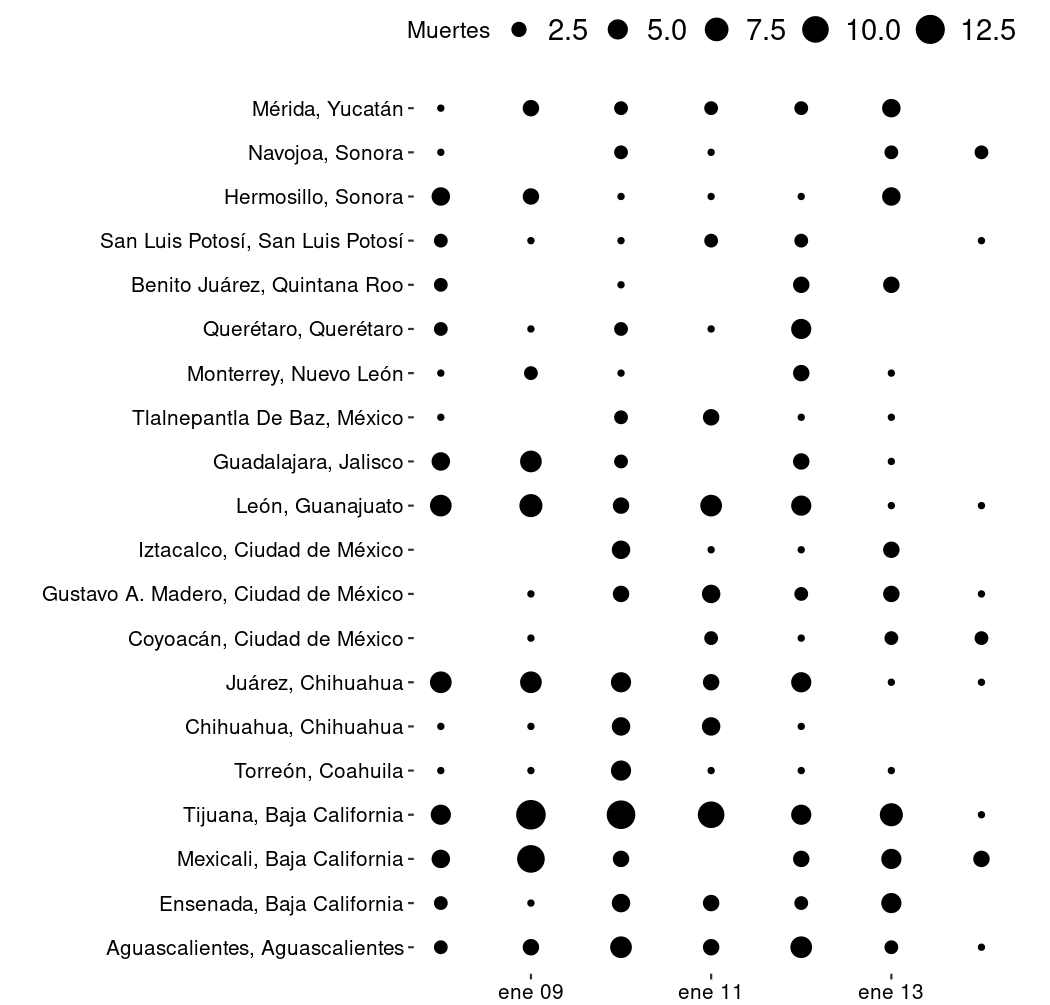 Muertes 2.5 5.0 7.5 10.0 12.5
Mérida, Yucatán
Navojoa, Sonora
Hermosillo, Sonora
San Luis Potosí, San Luis Potosí
Benito Juárez, Quintana Roo
Querétaro, Querétaro
Monterrey, Nuevo León
Tlalnepantla De Baz, México
Guadalajara, Jalisco
León, Guanajuato
Iztacalco, Ciudad de México
Gustavo A. Madero, Ciudad de México
Coyoacán, Ciudad de México
Juárez, Chihuahua
Chihuahua, Chihuahua
Torreón, Coahuila
Tijuana, Baja California
Mexicali, Baja California
Ensenada, Baja California
Aguascalientes, Aguascalientes
ene 09 ene 11 ene 13